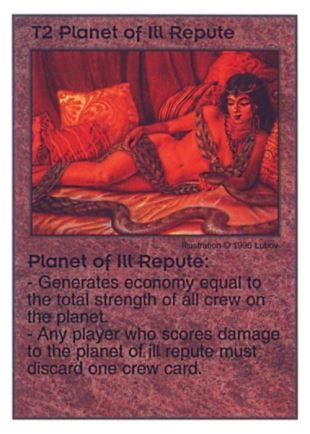 T2 Planet of Ill Repute
Illustration © 1996 Lubov
Planet of Ill Repute:
- Generates economy equal to
the total strength of all crew on
the planet.
- Any player who scores damage
to the planet of ill repute must
discard one crew card.